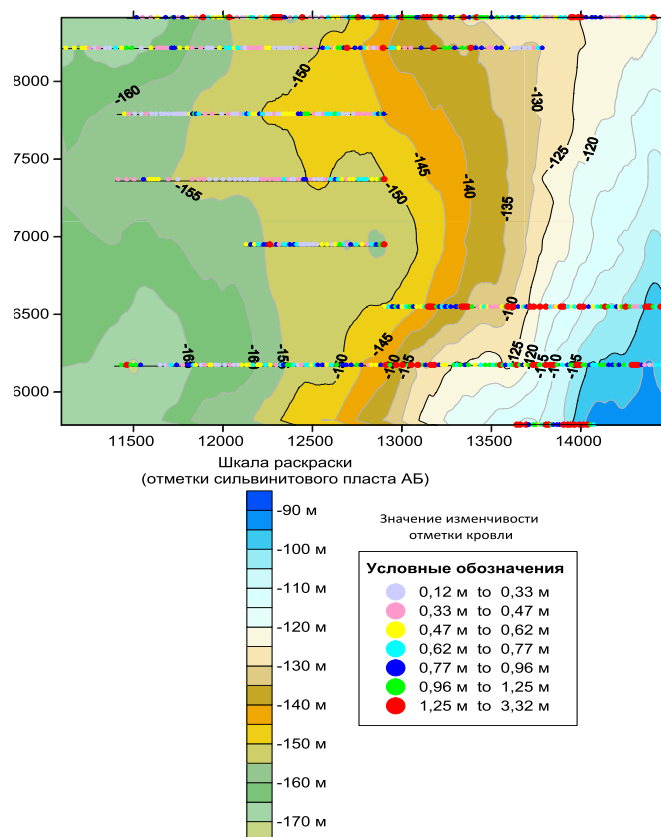 8000
7500
7000
6500
6000
11500 12000 12500 13000 13500 14000
-160
-150
-155
-145
-150
-140
-135
-130
-125
-120
-145
125
120
Шкала раскраски
(отметки сильвинитового пласта АБ)
-90 м
-100 м
-110 м
-120 м
-130 м
-140 м
-150 м
-160 м
-170 м
Значение изменчивости
отметки кровли
Условные обозначения
0,12 м to 0,33 м
0,33 м to 0,47 м
0,47 м to 0,62 м
0,62 м to 0,77 м
0,77 м to 0,96 м
0,96 м to 1,25 м
1,25 м to 3,32 м